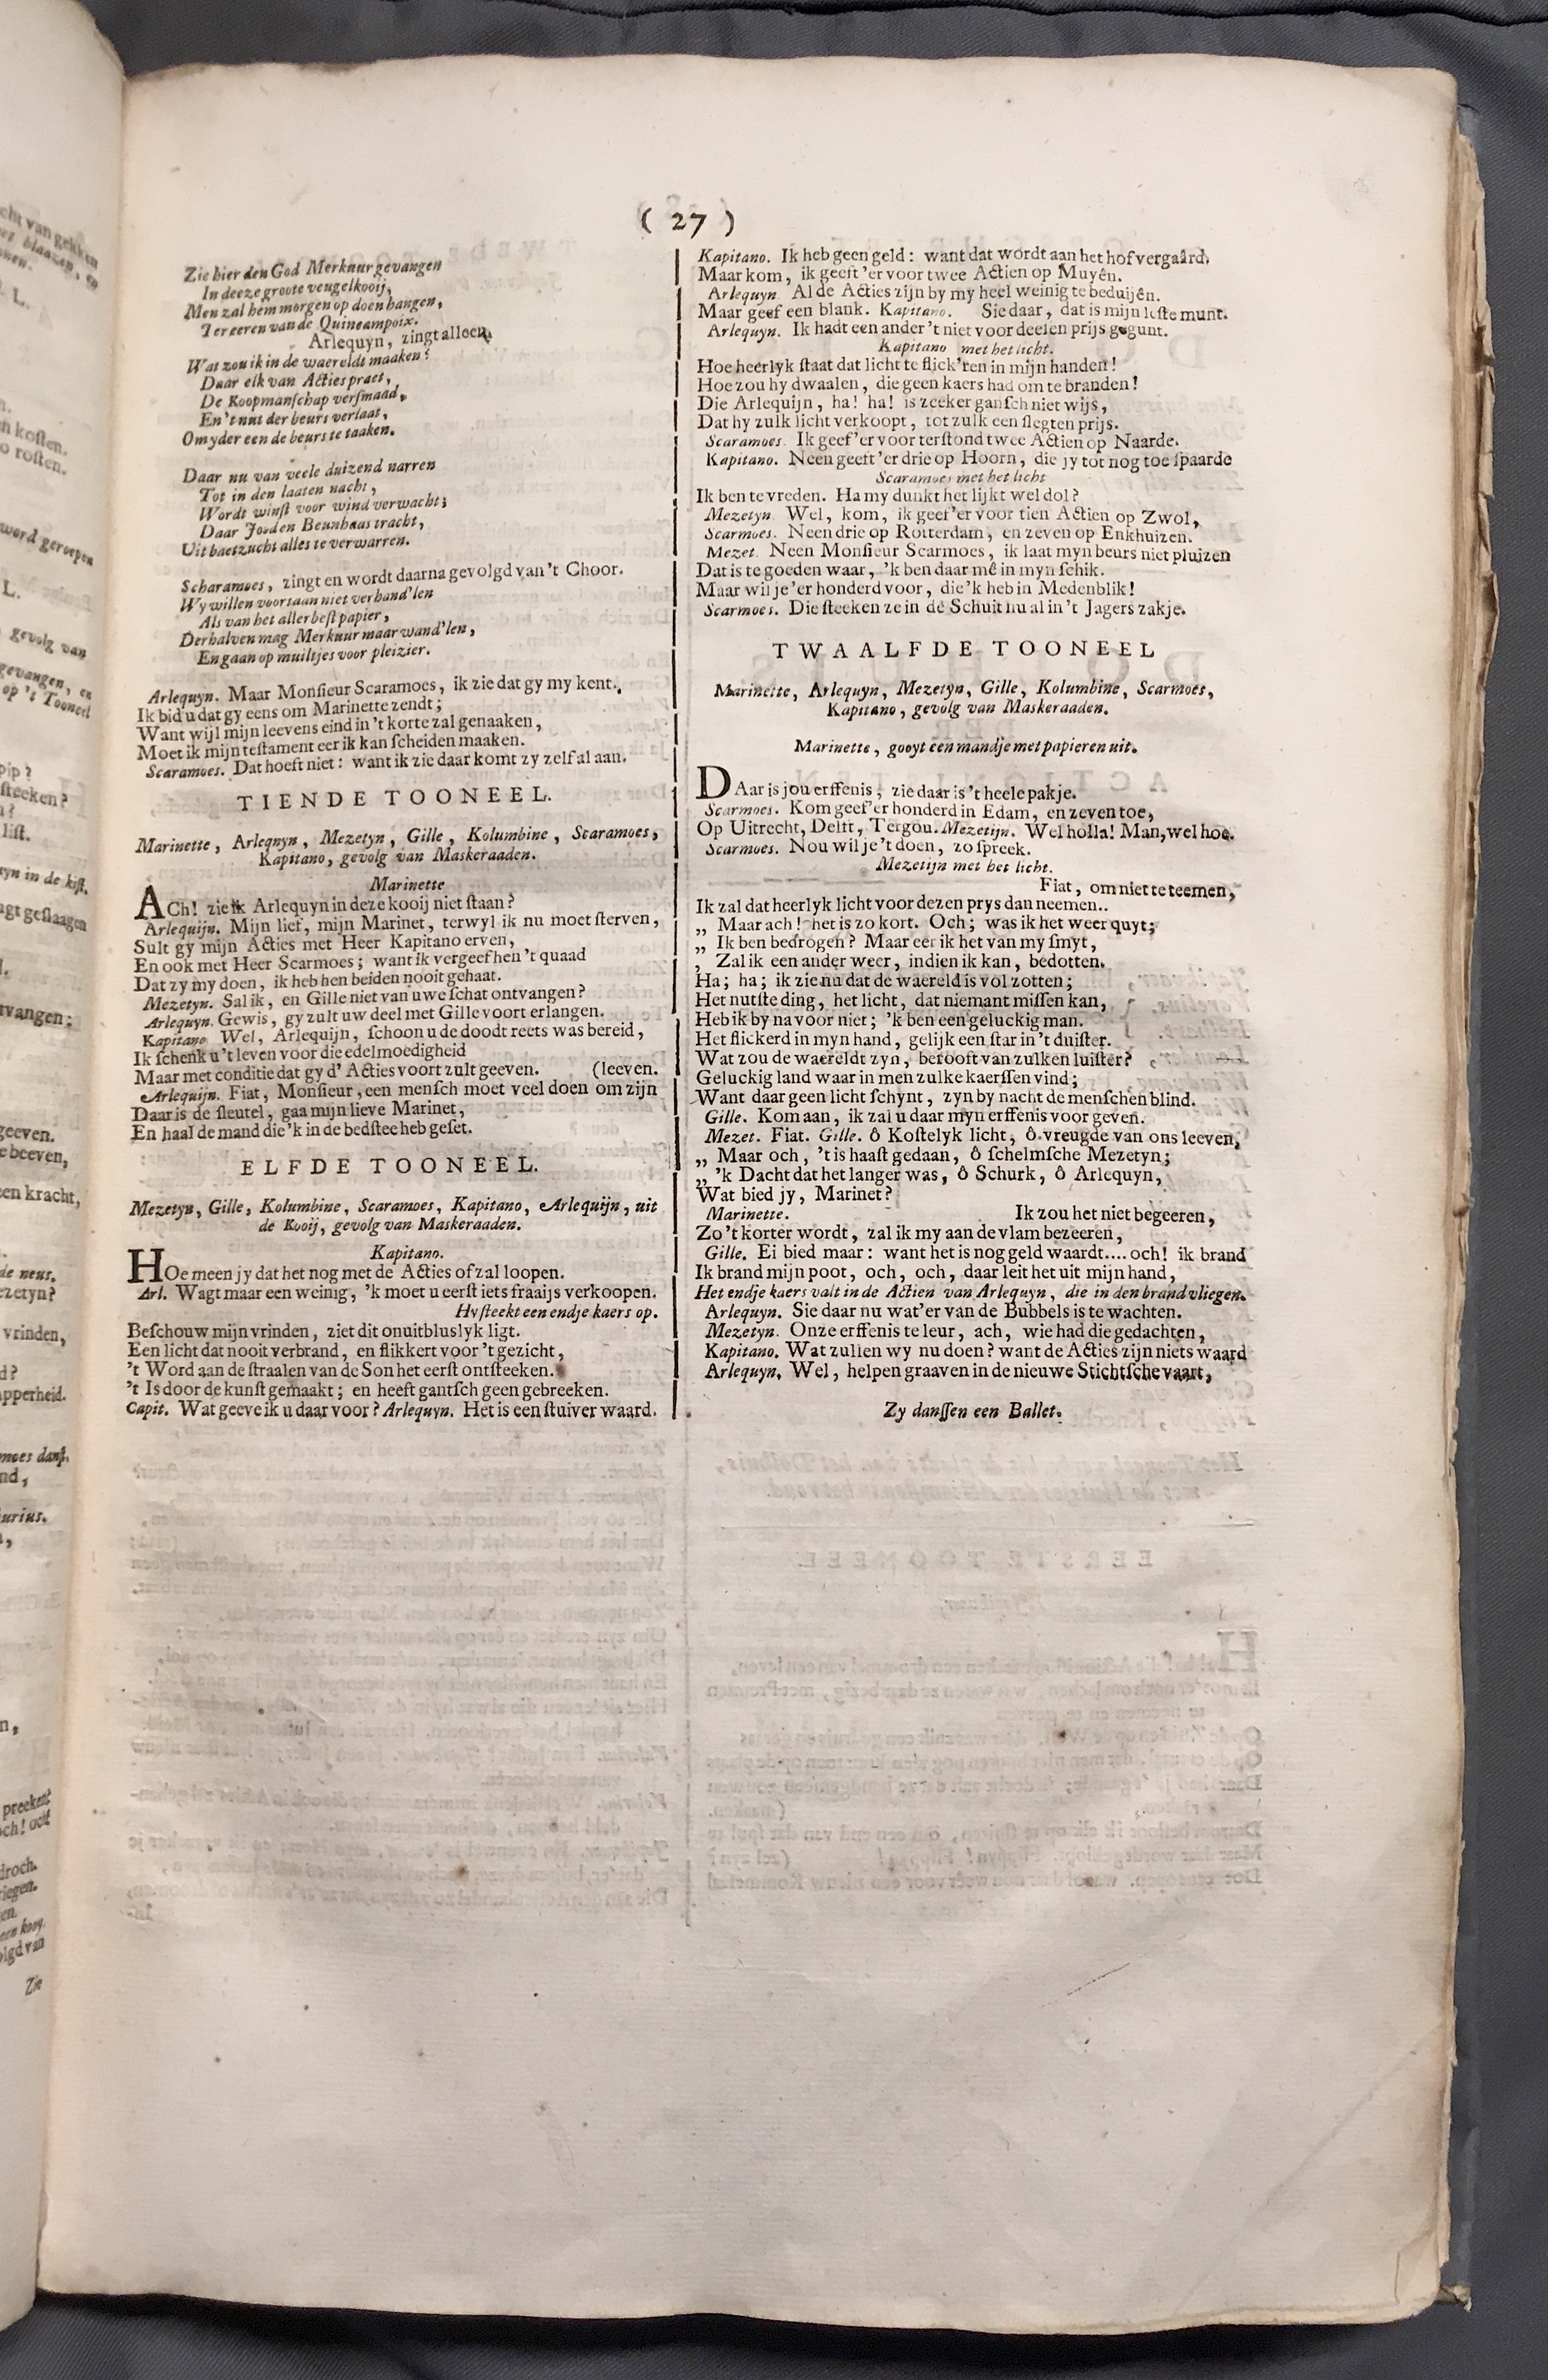 ( 27 )
Zie hier den God Merkuur gevangen
In deeze groote veugelkooij,
Men zal hem morgen op doen hangen,
Ter eeren van de Quincampoix.
Arlequyn, zingt alleen.
Wat zou ik in de waereldt maaken?
Daar elk van Acties praet,
De Koopmanſchap verſmaad,
En 't nut der beurs verlaat,
Om yder een de beurs te taaken.
Daar nu van veele duizend narren
Tot in den laaten nacht,
Wordt winſt voor wind verwacht;
Daar Joden Beunhaas tracht,
Uit baetzucht alles te verwarren.
Scharamoes, zingt en wordt daarna gevolgd van 't Choor.
Wy willen voortaan niet verhand'len
Als van het allerbeſt papier,
Derhalven mag Merkuur maar wand'len,
En gaan op muiltjes voor pleizier.
Arlequyn. Maar Monſieur Scaramoes, ik zie dat gy my kent.
Ik bid u dat gy eens om Marinette zendt;
Want wijl mijn leevens eind in 't korte zal genaaken,
Moet ik mijn teſtament eer ik kan ſcheiden maaken.
Scaramoes. Dat hoeft niet: want ik zie daar komt zy zelf al aan.
TIENDE TOONEEL.
Marinette, Arleqnyn, Mezetyn, Gille, Kolumbine, Scaramoes,
Kapitano, gevolg van Maskeraaden.
Marinette
ACh! zie ik Arlequyn in deze kooij niet ſtaan?
Arlequijn. Mijn lief, mijn Marinet, terwyl ik nu moet ſterven,
Sult gy mijn Acties met Heer Kapitano erven,
En ook met Heer Scarmoes; want ik vergeef hen 't quaad
Dat zy my doen, ik heb hen beiden nooit gehaat.
Mezetyn. Sal ik, en Gille niet van uwe ſchat ontvangen?
Arlequyn. Gewis, gy zult uw deel met Gille voort erlangen.
Kapitano Wel, Arlequijn, ſchoon u de doodt reets was bereid,
Ik ſchenk u 't leven voor die edelmoedigheid
Maar met conditie dat gy d' Acties voort zult geeven. (leeven.
Arlequijn. Fiat, Monſieur, een menſch moet veel doen om zijn
Daar is de ſleutel, gaa mijn lieve Marinet,
En haal de mand die 'k in de bedſtee heb geſet.
ELFDE TOONEEL.
Mezetyn, Gille, Kolumbine, Scaramoes, Kapitano, Arlequijn, uit
de Kooij, gevolg van Maskeraaden.
Kapitano.
HOe meen jy dat het nog met de Acties of zal loopen.
Arl. Wagt maar een weinig, 'k moet u eerſt iets fraaijs verkoopen.
Hy ſteekt een endje kaers op.
Beſchouw mijn vrinden, ziet dit onuitbluslyk ligt.
Een licht dat nooit verbrand, en flikkert voor 't gezicht,
't Word aan de ſtraalen van de Son het eerſt ontſteeken.
't Is door de kunſt gemaakt; en heeft gantſch geen gebreeken.
Capit. Wat geeve ik u daar voor? Arlequyn. Het is een ſtuiver waard.
Kapitano. Ik heb geen geld: want dat wordt aan het hof vergaârd.
Maar kom, ik geeft 'er voor twee Actien op Muyên.
Arlequyn. Al de Acties zijn by my heel weinig te beduijên.
Maar geef een blank. Kapitano. Sie daar, dat is mijn leſte munt.
Arlequyn. Ik hadt een ander 't niet voor deelen prijs gegunt.
Kapitano met het licht.
Hoe heerlyk ſtaat dat licht te flick'ren in mijn handen!
Hoe zou hy dwaalen, die geen kaers had om te branden!
Die Arlequijn, ha! ha! is zeeker ganſch niet wijs,
Dat hy zulk licht verkoopt, tot zulk een ſlegten prijs.
Scaramoes. Ik geef 'er voor terſtond twee Actien op Naarde.
Kapitano. Neen geeft 'er drie op Hoorn, die jy tot nog toe ſpaarde
Scaramoes met het licht
Ik ben te vreden. Ha my dunkt het lijkt wel dol?
Mezetyn Wel, kom, ik geef 'er voor tien Actien op Zwol,
Scarmoes. Neen drie op Rotterdam, en zeven op Enkhuizen.
Mezet. Neen Monſieur Scarmoes, ik laat myn beurs niet pluizen
Dat is te goeden waar, 'k ben daar mê in myn ſchik.
Maar wil je 'er honderd voor, die 'k heb in Medenblik!
Scarmoes. Die ſteeken ze in de Schuit nu al in 't Jagers zakje.
TWAALFDE TOONEEL
Marinette, Arlequyn, Mezetyn, Gille, Kolumbine, Scarmoes,
Kapitano, gevolg van Maskeraaden.
Marinette, gooyt een mandje met papieren uit.
DAar is jou erffenis, zie daar is 't heele pakje.
Scarmoes. Kom geef 'er honderd in Edam, en zeven toe,
Op Uitrecht, Delft, Tergou. Mezetijn. Wel holla! Man, wel hoe.
Scarmoes. Nou wil je 't doen, zo ſpreek.
Mezetijn met het licht.
Fiat, om niet te teemen,
Ik zal dat heerlyk licht voor dezen prys dan neemen..
„ Maar ach! het is zo kort. Och; was ik het weer quyt;
„ Ik ben bedrogen? Maar eer ik het van my ſmyt,
, Zal ik een ander weer, indien ik kan, bedotten.
Ha; ha; ik zie nu dat de waereld is vol zotten;
Het nutſte ding, het licht, dat niemant miſſen kan,
Heb ik by na voor niet; 'k ben een geluckig man.
Het flickerd in myn hand, gelijk een ſtar in 't duiſter.
Wat zou de waereldt zyn, berooft van zulken luiſter?
Geluckig land waar in men zulke kaerſſen vind;
Want daar geen licht ſchynt, zyn by nacht de menſchen blind.
Gille. Kom aan, ik zal u daar myn erffenis voor geven.
Mezet. Fiat. Gille. ô Koſtelyk licht, ô vreugde van ons leeven,
„ Maar och, 't is haaſt gedaan, ô ſchelmſche Mezetyn;
„ 'k Dacht dat het langer was, ô Schurk, ô Arlequyn,
Wat bied jy, Marinet?
Marinette. Ik zou het niet begeeren,
Zo 't korter wordt, zal ik my aan de vlam bezeeren,
Gille. Ei bied maar: want het is nog geld waardt.... och! ik brand
Ik brand mijn poot, och, och, daar leit het uit mijn hand,
Het endje kaers valt in de Actien van Arlequyn, die in den brand vliegen.
Arlequyn. Sie daar nu wat 'er van de Bubbels is te wachten.
Mezetyn. Onze erffenis te leur, ach, wie had die gedachten,
Kapitano. Wat zullen wy nu doen? want de Acties zijn niets waard
Arlequyn. Wel, helpen graaven in de nieuwe Stichtſche vaart,
Zy danſſen een Ballet.